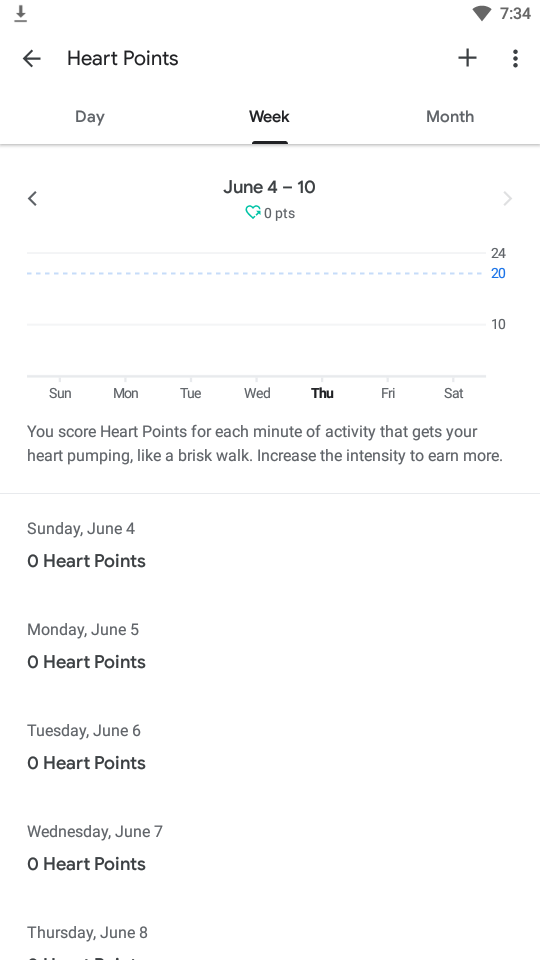 7:34
Heart Points
Day
Week
Month
June 4 – 10
0 pts
24
20
10
Sun
Mon
Tue
Wed
Thu
Fri
Sat
You score Heart Points for each minute of activity that gets your
heart pumping, like a brisk walk. Increase the intensity to earn more.
Sunday, June 4
0 Heart Points
Monday, June 5
0 Heart Points
Tuesday, June 6
0 Heart Points
Wednesday, June 7
0 Heart Points
Thursday, June 8
0 Heart Points